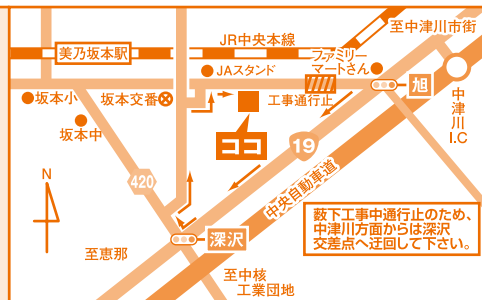 至中津川市街
JR中央本線
美乃坂本駅
ファミリー
マートさん
JAスタンド
坂本小
坂本交番
工事通行止
旭
中津川I.C
坂本中
ココ
19
中央自動車道
N
420
薮下工事中通行止のため、
中津川方面からは深沢
交差点へ迂回して下さい。
深沢
至恵那
至中核
工業団地